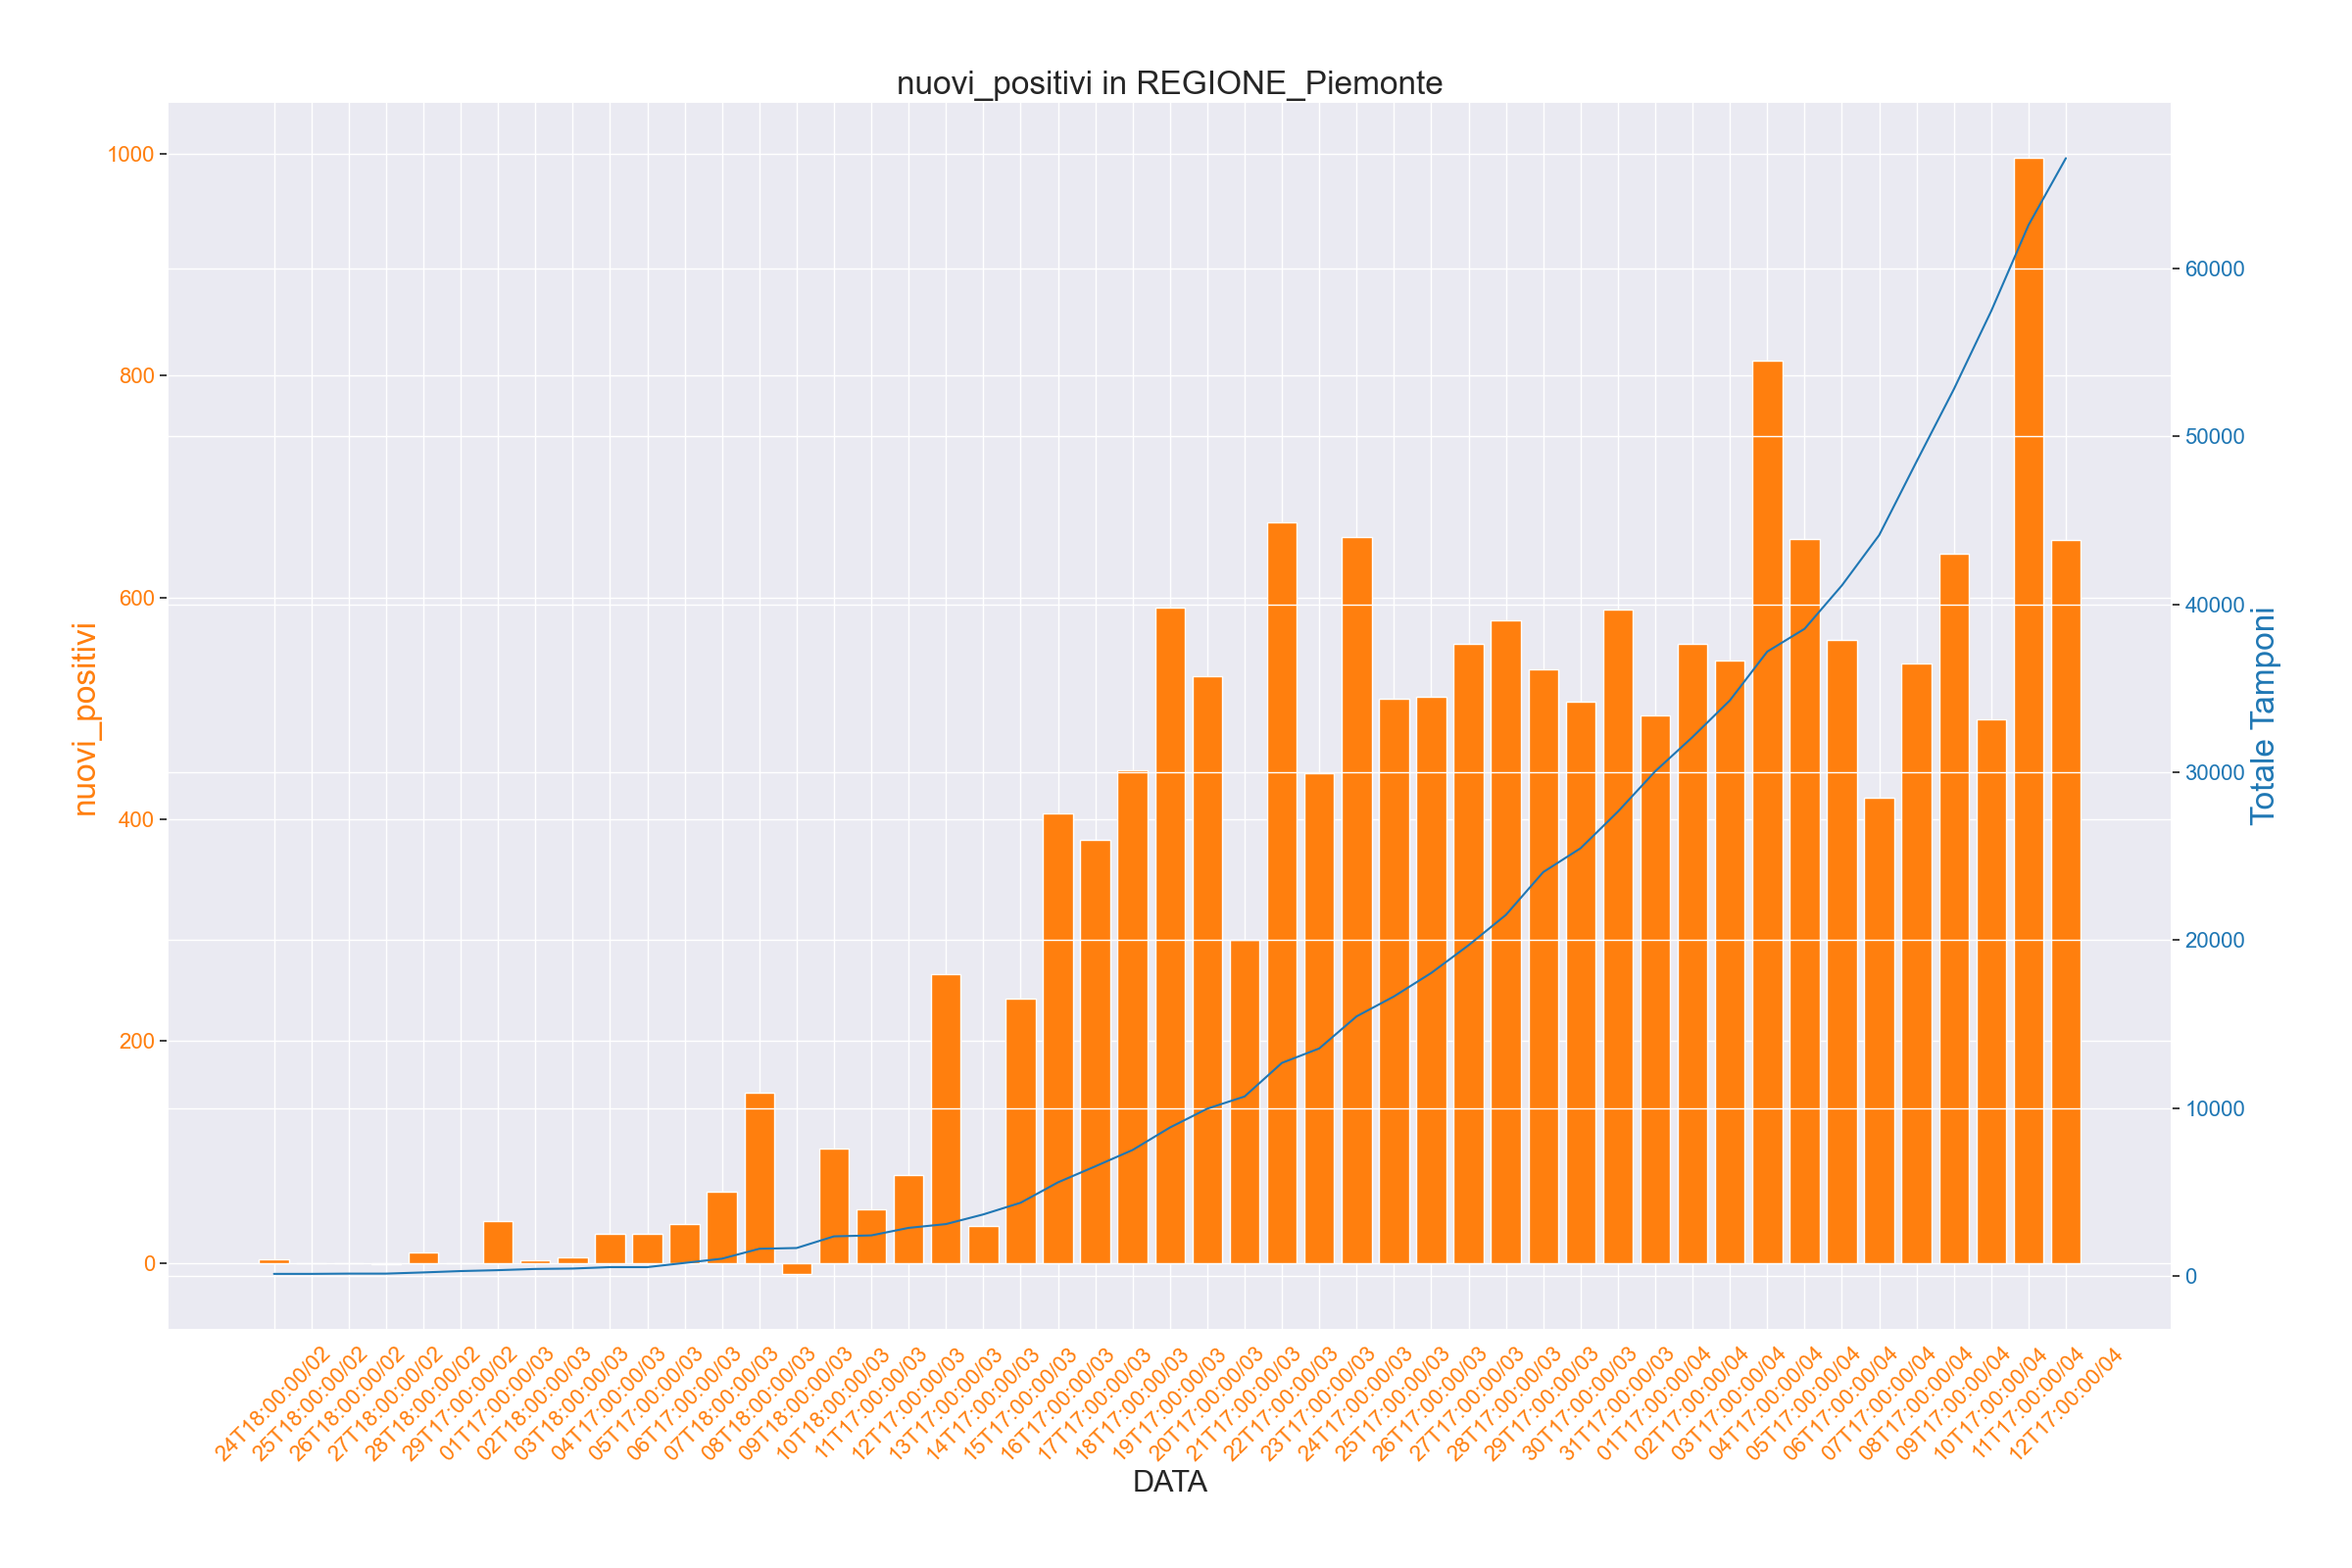 nuovi_positivi in REGIONE_Piemonte
1000
800
600
400
200
0
nuovi_positivi
60000
50000
40000
30000
20000
10000
0
Totale Tamponi
24T18:00:00/02
25T18:00:00/02
26T18:00:00/02
27T18:00:00/02
28T18:00:00/02
29T17:00:00/02
01T17:00:00/03
02T18:00:00/03
03T18:00:00/03
04T17:00:00/03
05T17:00:00/03
06T17:00:00/03
07T18:00:00/03
08T18:00:00/03
09T18:00:00/03
10T18:00:00/03
11T17:00:00/03
12T17:00:00/03
13T17:00:00/03
14T17:00:00/03
15T17:00:00/03
16T17:00:00/03
17T17:00:00/03
18T17:00:00/03
19T17:00:00/03
20T17:00:00/03
21T17:00:00/03
22T17:00:00/03
23T17:00:00/03
24T17:00:00/03
25T17:00:00/03
26T17:00:00/03
27T17:00:00/03
28T17:00:00/03
29T17:00:00/03
30T17:00:00/03
31T17:00:00/03
01T17:00:00/04
02T17:00:00/04
03T17:00:00/04
04T17:00:00/04
05T17:00:00/04
06T17:00:00/04
07T17:00:00/04
08T17:00:00/04
09T17:00:00/04
10T17:00:00/04
11T17:00:00/04
12T17:00:00/04
DATA